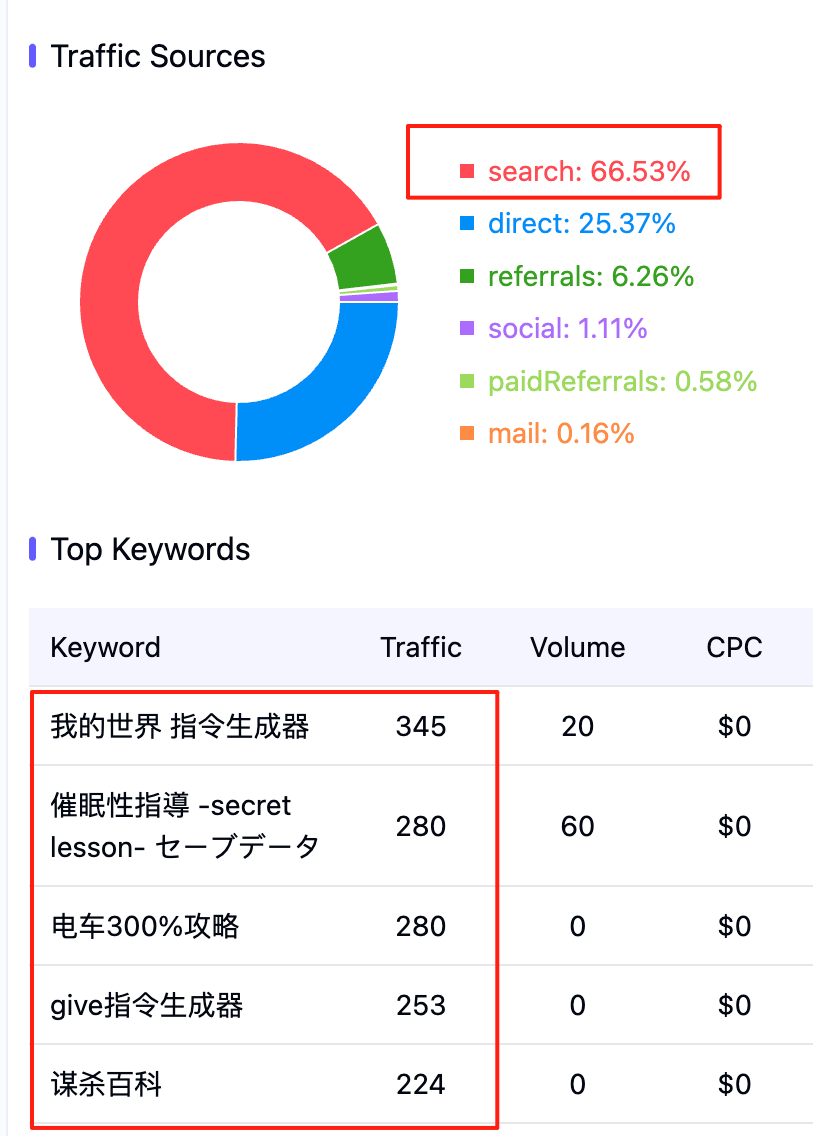 Traffic Sources
search: 66.53%
direct: 25.37%
referrals: 6.26%
social: 1.11%
paidReferrals: 0.58%
mail: 0.16%
Top Keywords
Keyword Traffic Volume CPC
我的世界 指令生成器 345 20 $0
催眠性指導 -secret
lesson- セーブデータ 280 60 $0
电车300%攻略 280 0 $0
give指令生成器 253 0 $0
谋杀百科 224 0 $0